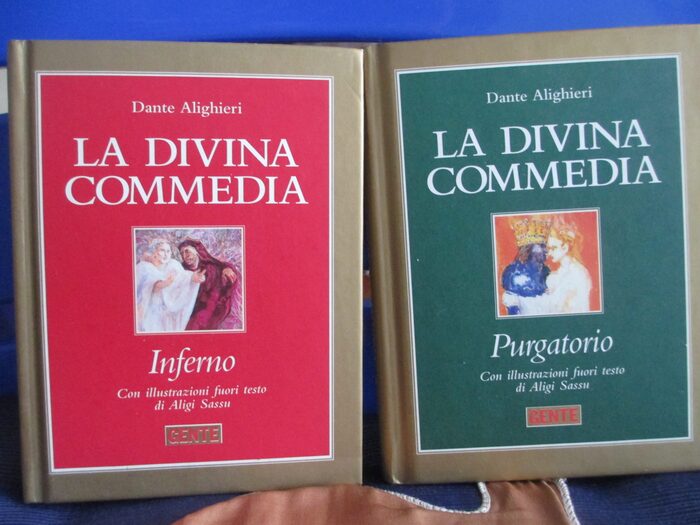 Dante Alighieri
LA DIVINA
COMMEDIA
Inferno
Con illustrazioni fuori testo
di Aligi Sassu
GENTE
Dante Alighieri
LA DIVINA
COMMEDIA
Purgatorio
Con illustrazioni fuori testo
di Aligi Sassu
GENTE